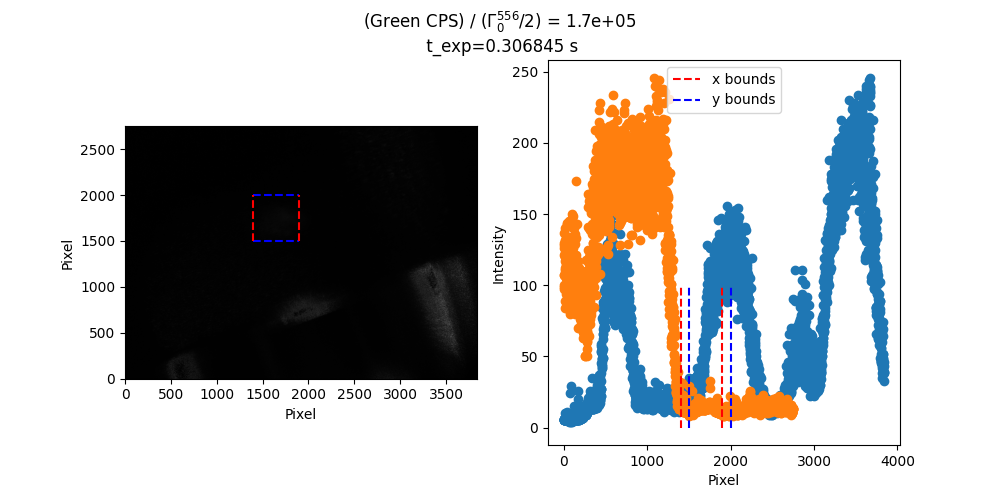 (Green CPS) / (Γ₀⁵⁵⁶/2) = 1.7e+05
t_exp=0.306845 s
2500
2000
1500
1000
500
0
Pixel
0 500 1000 1500 2000 2500 3000 3500
Pixel
250
200
150
100
50
0
Intensity
0 1000 2000 3000 4000
Pixel
x bounds
y bounds